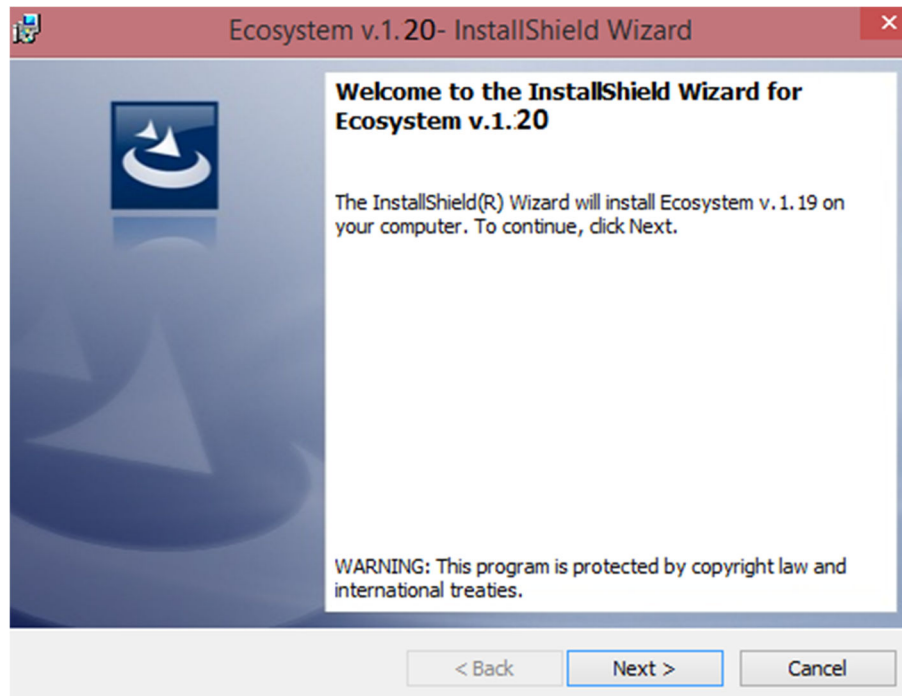 Ecosystem v.1.20- InstallShield Wizard
Welcome to the InstallShield Wizard for
Ecosystem v.1.20
The InstallShield(R) Wizard will install Ecosystem v.1.19 on
your computer. To continue, click Next.
WARNING: This program is protected by copyright law and
international treaties.
< Back
Next >
Cancel